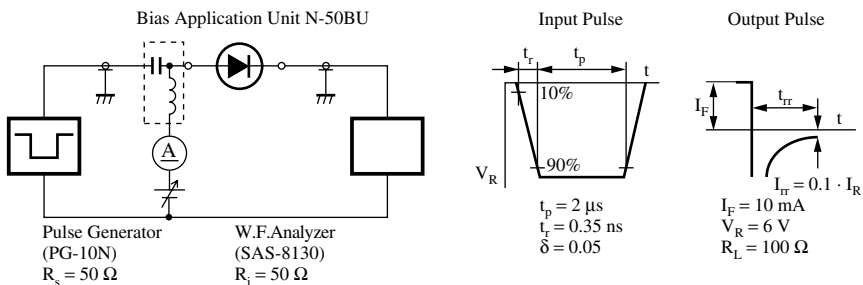 Bias Application Unit N-50BU
A
Pulse Generator
(PG-10N)
R_s = 50 Ω
W.F.Analyzer
(SAS-8130)
R_i = 50 Ω
Input Pulse
t_r t_p
t
10%
90%
V_R
t_p = 2 μs
t_r = 0.35 ns
δ = 0.05
Output Pulse
t_rr
I_F
t
I_rr = 0.1 · I_R
I_F = 10 mA
V_R = 6 V
R_L = 100 Ω